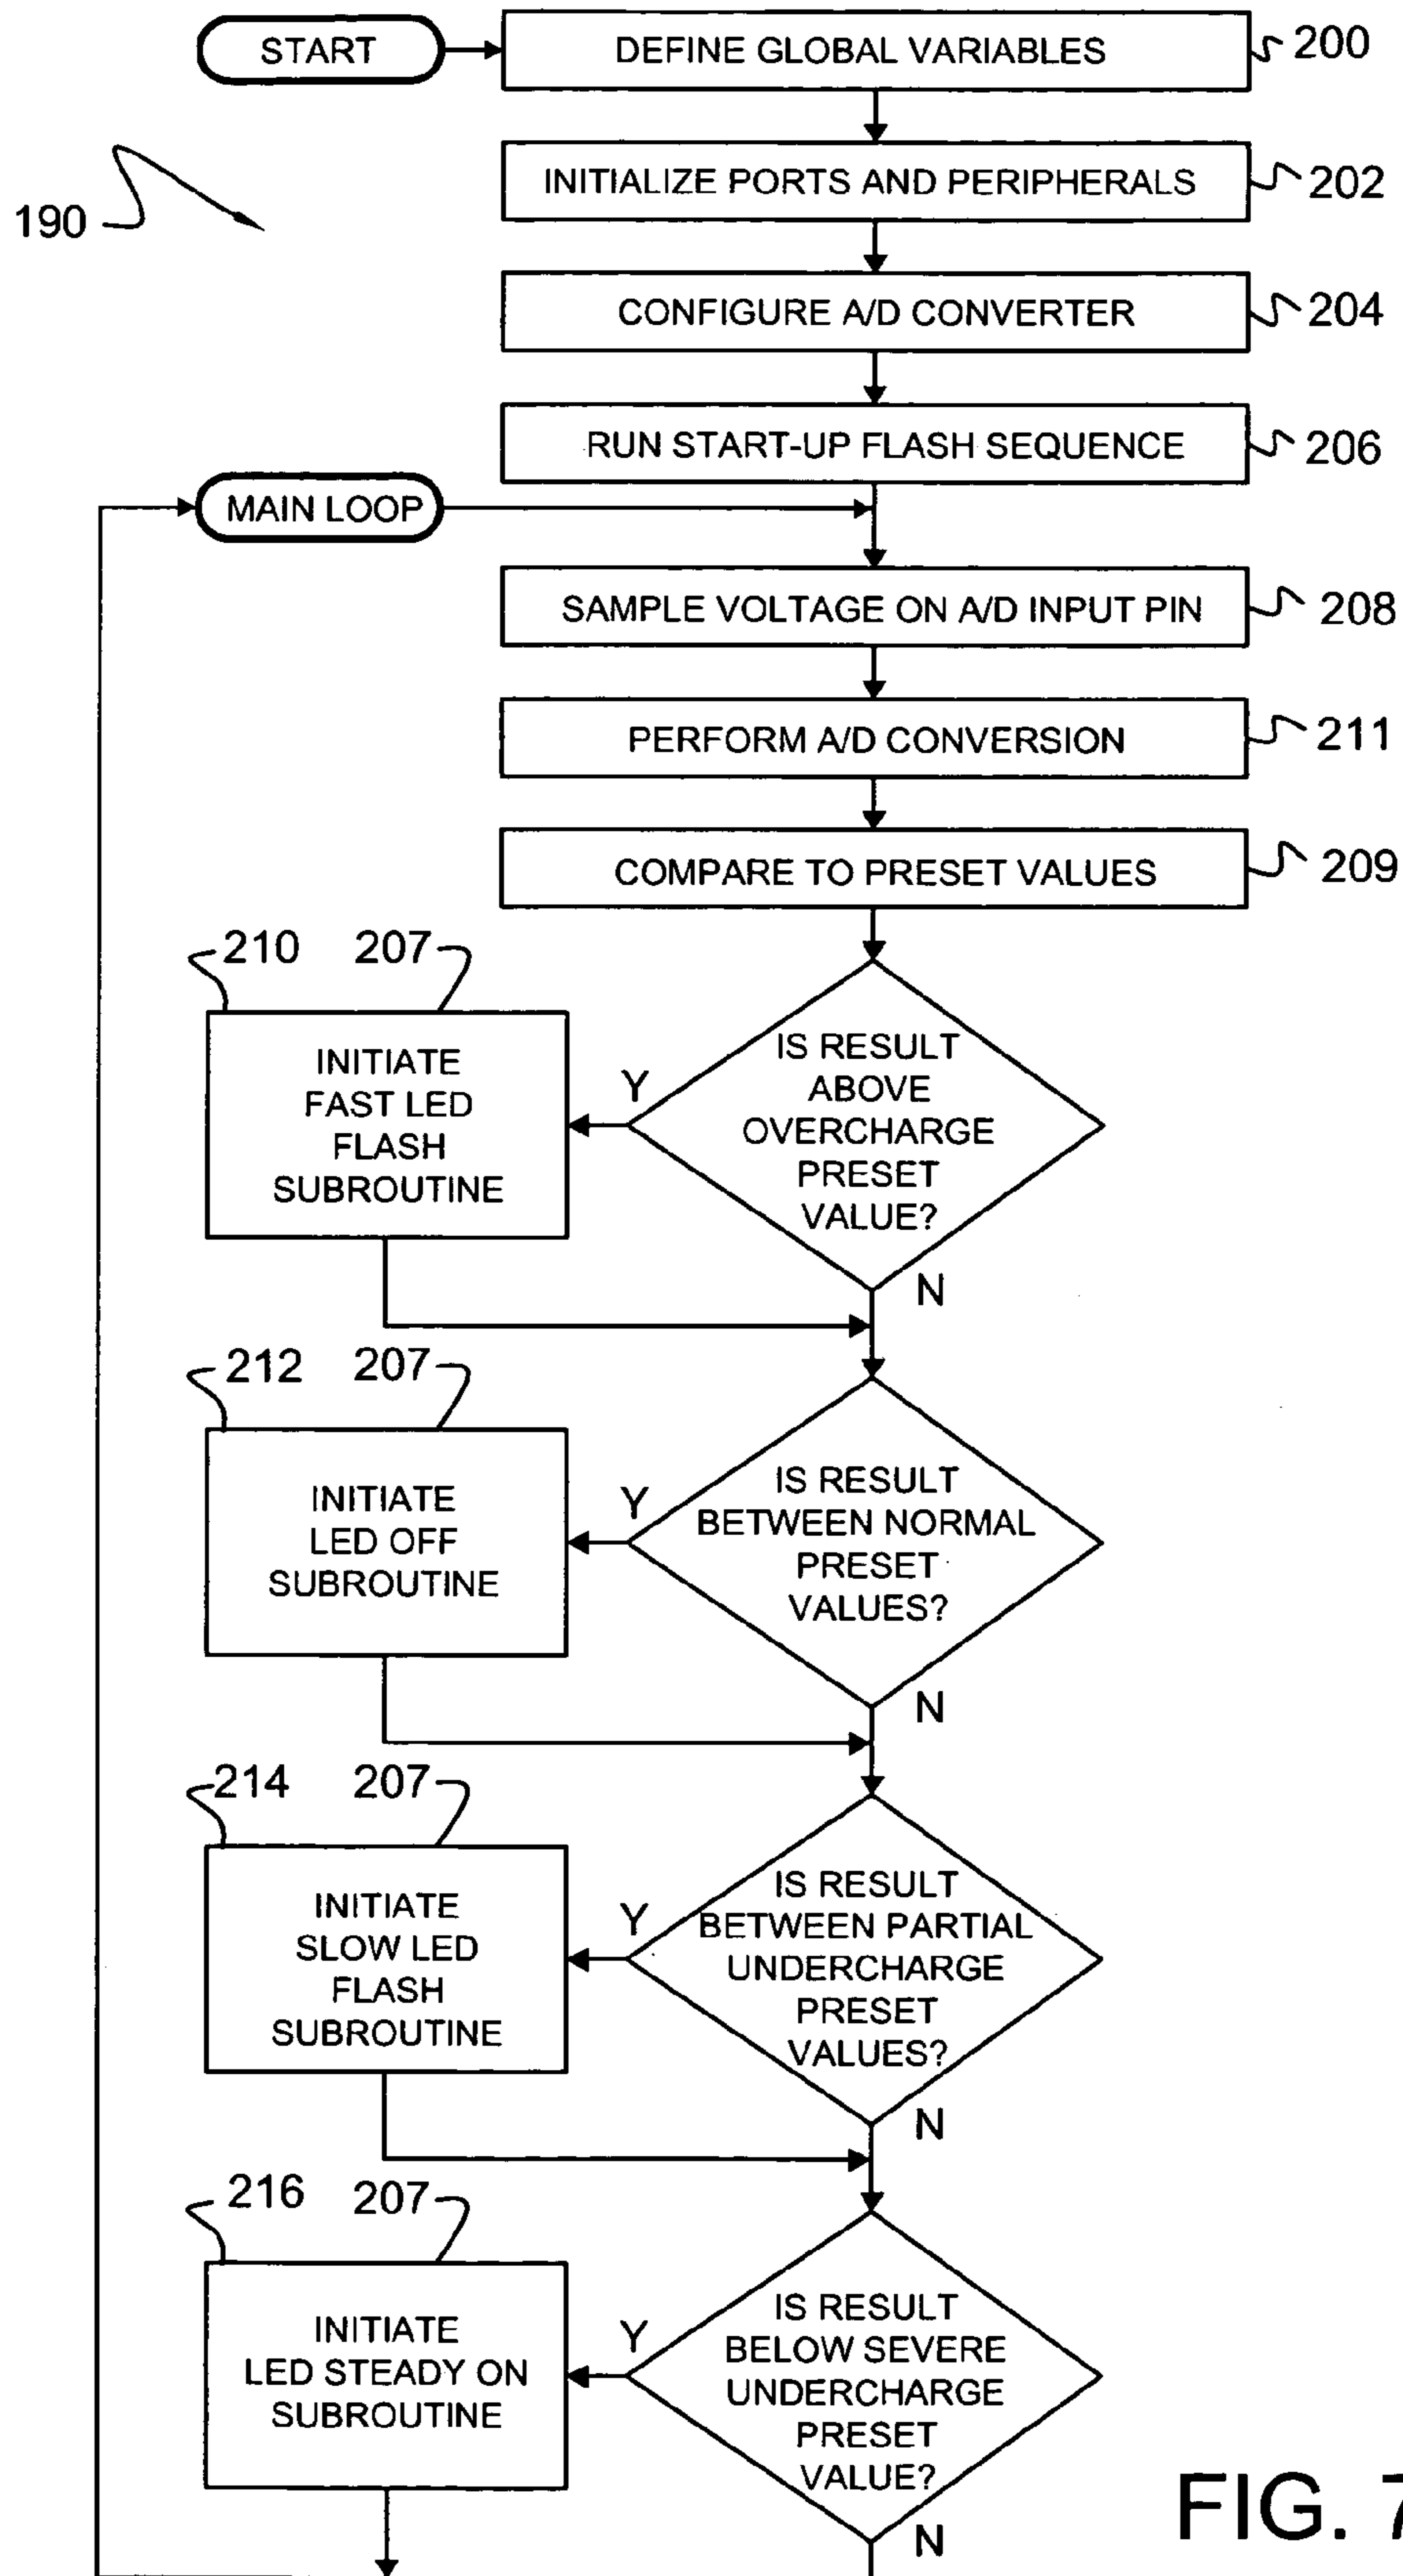 START
DEFINE GLOBAL VARIABLES
200
INITIALIZE PORTS AND PERIPHERALS
202
190
CONFIGURE A/D CONVERTER
204
RUN START-UP FLASH SEQUENCE
206
MAIN LOOP
SAMPLE VOLTAGE ON A/D INPUT PIN
208
PERFORM A/D CONVERSION
211
COMPARE TO PRESET VALUES
209
210
207
INITIATE
FAST LED
FLASH
SUBROUTINE
Y
IS RESULT
ABOVE
OVERCHARGE
PRESET
VALUE?
N
212
207
INITIATE
LED OFF
SUBROUTINE
Y
IS RESULT
BETWEEN NORMAL
PRESET
VALUES?
N
214
207
INITIATE
SLOW LED
FLASH
SUBROUTINE
Y
IS RESULT
BETWEEN PARTIAL
UNDERCHARGE
PRESET
VALUES?
N
216
207
INITIATE
LED STEADY ON
SUBROUTINE
Y
IS RESULT
BELOW SEVERE
UNDERCHARGE
PRESET
VALUE?
N
FIG. 7